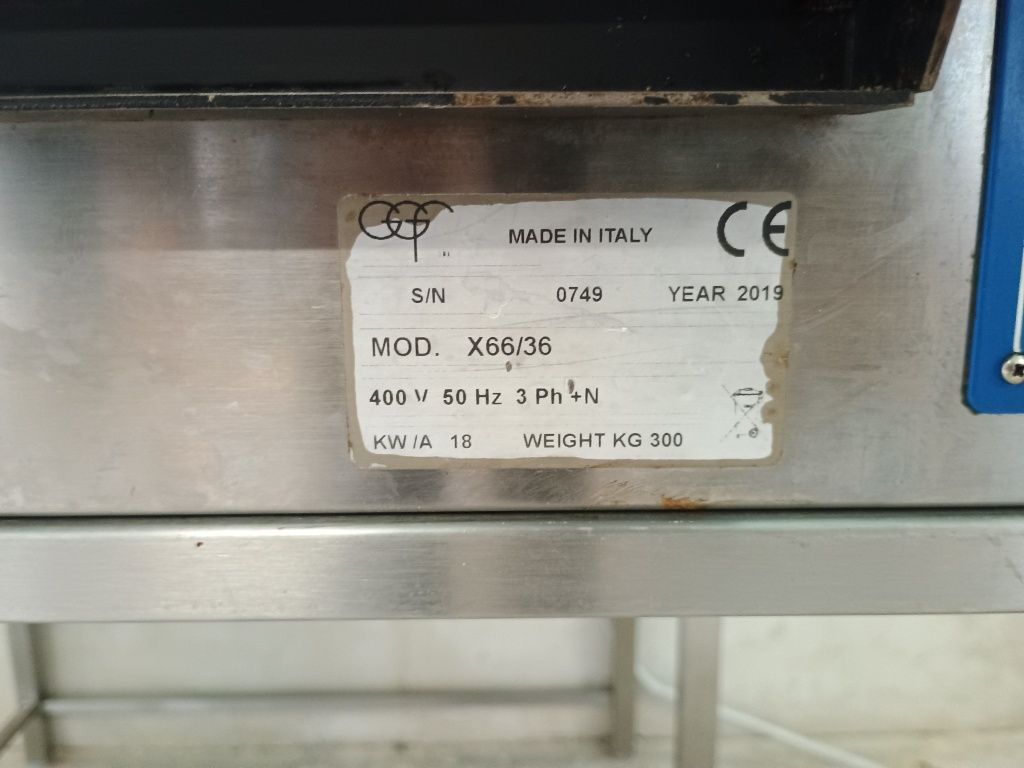 GGF MADE IN ITALY CE
S/N 0749 YEAR 2019
MOD. X66/36
400 V 50 Hz 3 Ph +N
KW/A 18 WEIGHT KG 300